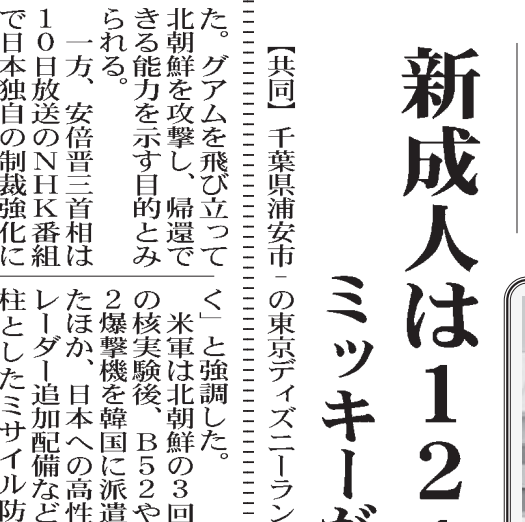 新成人は12
ミッキーが
【共同】千葉県浦安市
の東京ディズニーラン
た。グアムを飛び立って
北朝鮮を攻撃し、帰還で
きる能力を示す目的とみ
られる。
一方、安倍晋三首相は
10日放送のNHK番組
で日本独自の制裁強化に
く」と強調した。
米軍は北朝鮮の3回
の核実験後、B52や
2爆撃機を韓国に派遣
たほか、日本への高性
レーダー追加配備など
柱としたミサイル防